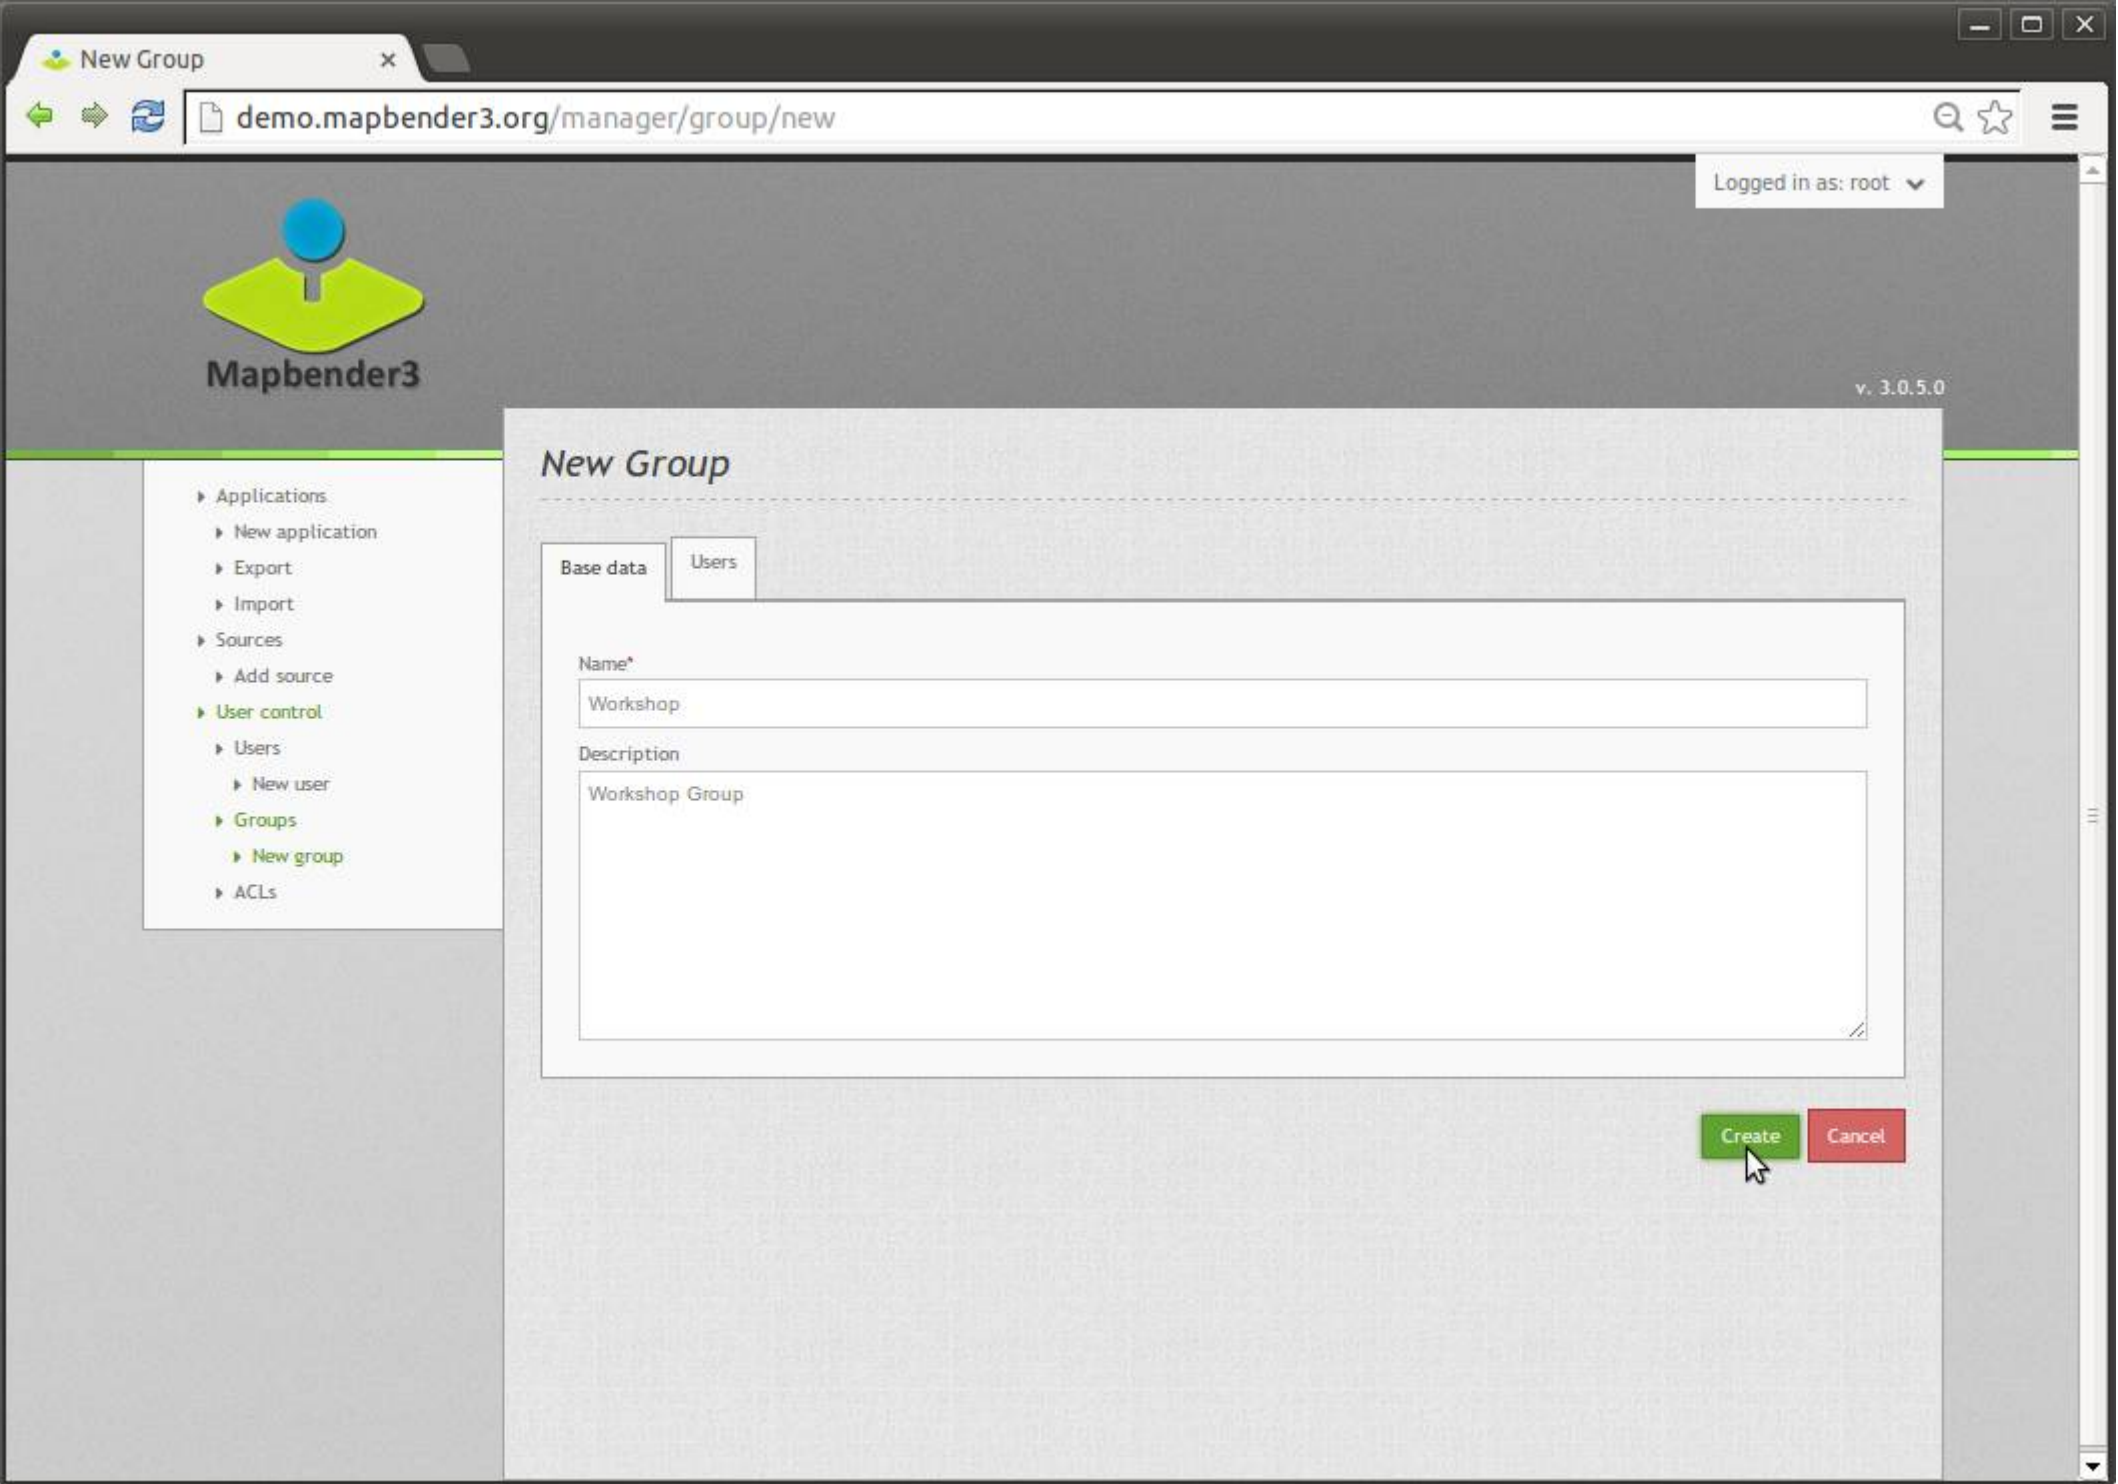 New Group
demo.mapbender3.org/manager/group/new
Logged in as: root
Mapbender3
v. 3.0.5.0
Applications
New application
Export
Import
Sources
Add source
User control
Users
New user
Groups
New group
ACLs
New Group
Base data
Users
Name*
Workshop
Description
Workshop Group
Create
Cancel